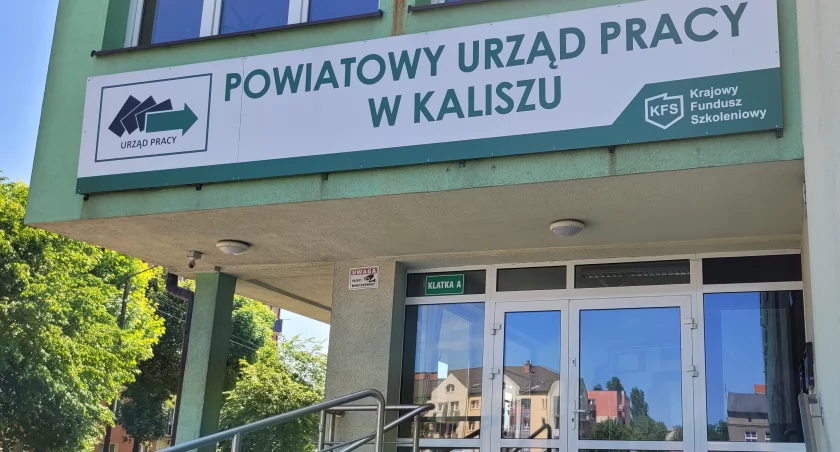 POWIATOWY URZĄD PRACY
W KALISZU
URZĄD PRACY
KFS
Krajowy
Fundusz
Szkoleniowy
UWAGA
KLATKA A